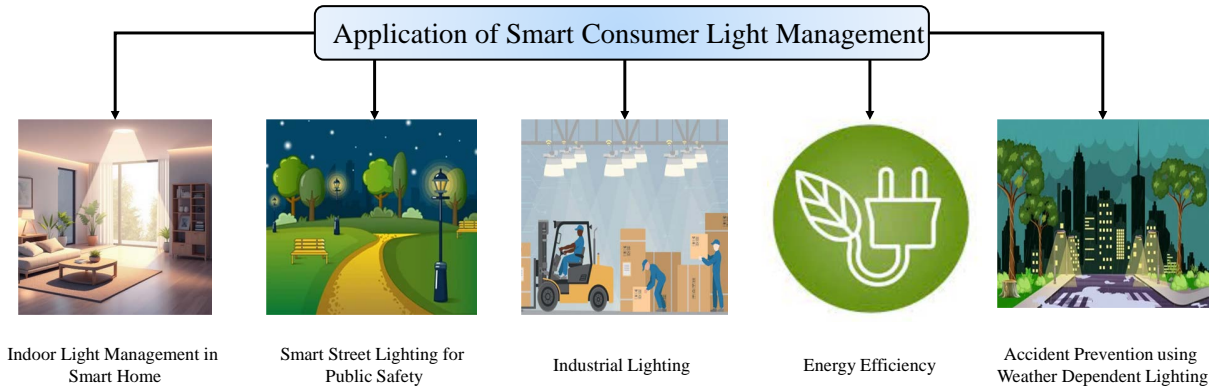 Application of Smart Consumer Light Management
Indoor Light Management in
Smart Home
Smart Street Lighting for
Public Safety
Industrial Lighting
Energy Efficiency
Accident Prevention using
Weather Dependent Lighting